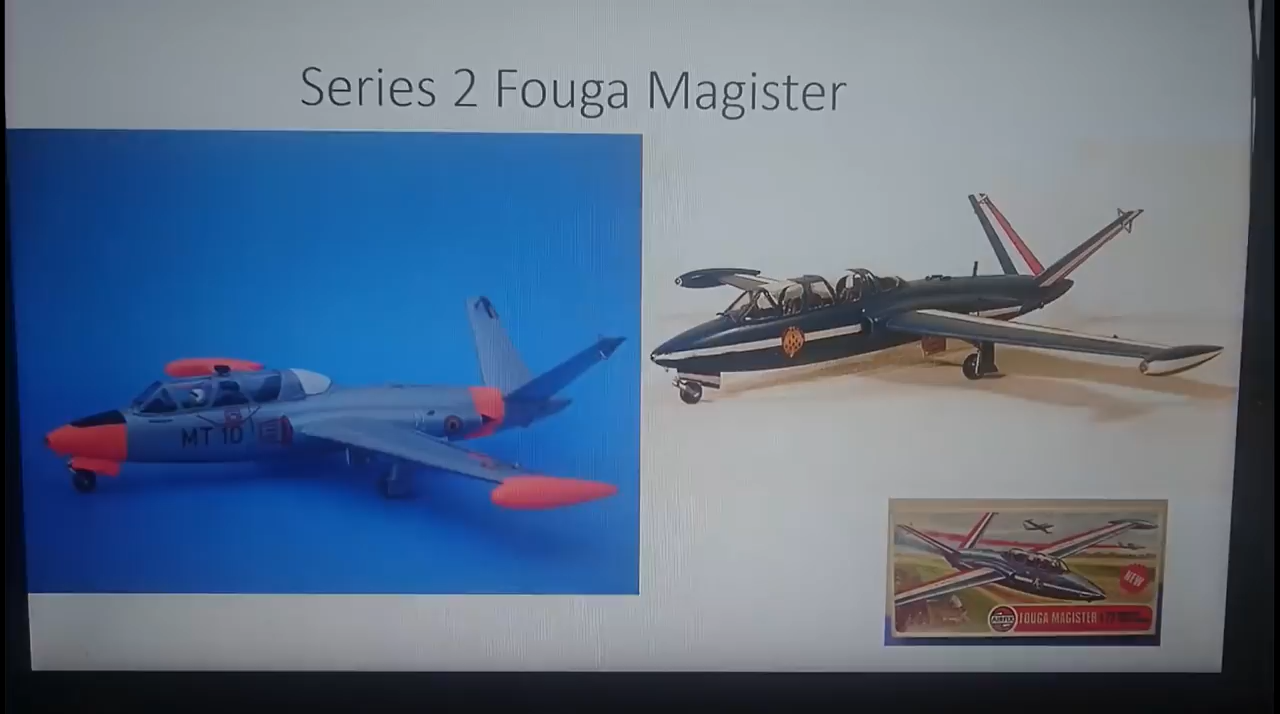 Series 2 Fouga Magister
MT 10
NEW
AIRFIX
FOUGA MAGISTER